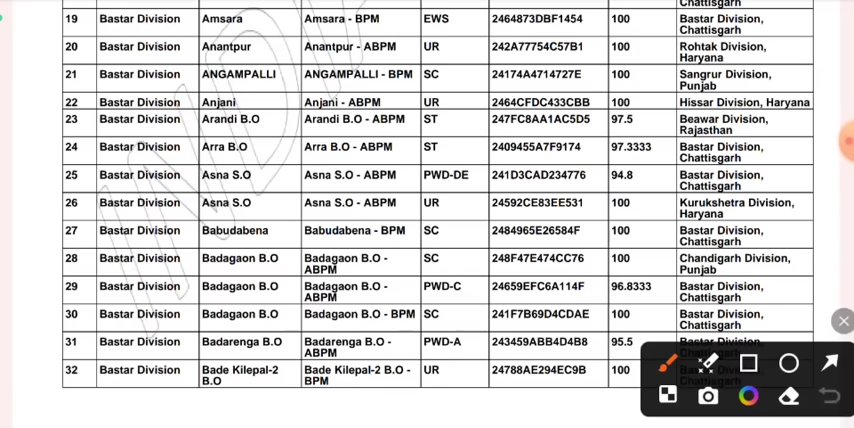 Chattisgarh
19 Bastar Division Amsara Amsara - BPM EWS 2464873DBF1454 100 Bastar Division,
Chattisgarh
20 Bastar Division Anantpur Anantpur - ABPM UR 242A77754C57B1 100 Rohtak Division,
Haryana
21 Bastar Division ANGAMPALLI ANGAMPALLI - BPM SC 24174A4714727E 100 Sangrur Division,
Punjab
22 Bastar Division Anjani Anjani - ABPM UR 2464CFDC433CBB 100 Hissar Division, Haryana
23 Bastar Division Arandi B.O Arandi B.O - ABPM ST 247FC8AA1AC5D5 97.5 Beawar Division,
Rajasthan
24 Bastar Division Arra B.O Arra B.O - ABPM ST 2409455A7F9174 97.3333 Bastar Division,
Chattisgarh
25 Bastar Division Asna S.O Asna S.O - ABPM PWD-DE 241D3CAD234776 94.8 Bastar Division,
Chattisgarh
26 Bastar Division Asna S.O Asna S.O - ABPM UR 24592CE83EE531 100 Kurukshetra Division,
Haryana
27 Bastar Division Babudabena Babudabena - BPM SC 2484965E26584F 100 Bastar Division,
Chattisgarh
28 Bastar Division Badagaon B.O Badagaon B.O - SC 248F47E474CC76 100 Chandigarh Division,
ABPM Punjab
29 Bastar Division Badagaon B.O Badagaon B.O - PWD-C 24659EFC6A114F 96.8333 Bastar Division,
ABPM Chattisgarh
30 Bastar Division Badagaon B.O Badagaon B.O - BPM SC 241F7B69D4CDAE 100 Bastar Division,
Chattisgarh
31 Bastar Division Badarenga B.O Badarenga B.O - PWD-A 243459ABB4D4B8 95.5 Bastar Division,
ABPM Chattisgarh
32 Bastar Division Bade Kilepal-2 Bade Kilepal-2 B.O - UR 24788AE294EC9B 100 Bastar Division,
B.O BPM Chattisgarh